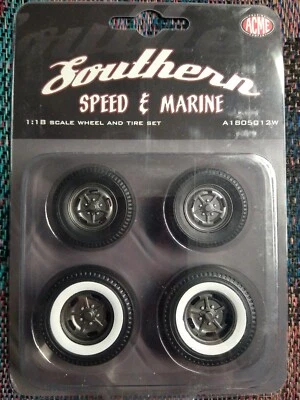 ACME
Southern
SPEED & MARINE
1:18 SCALE WHEEL AND TIRE SET A1805012W